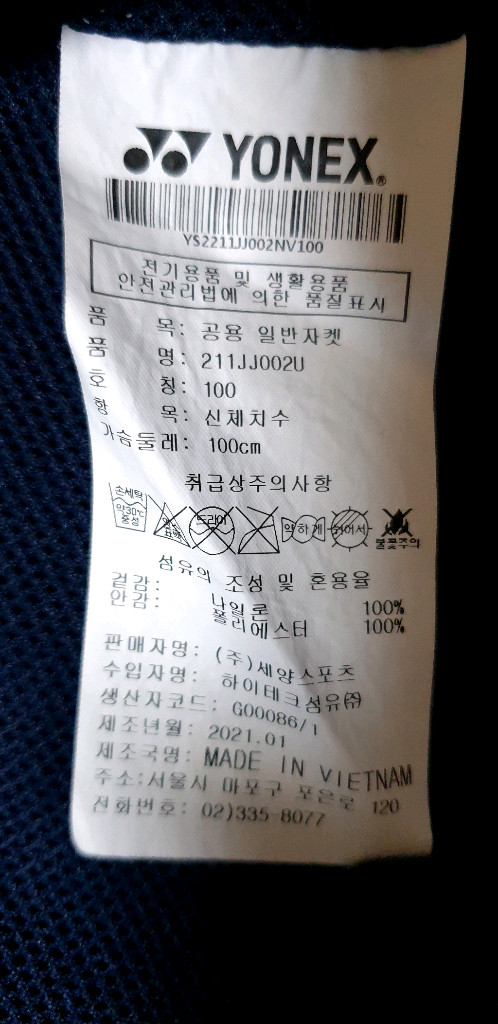 YONEX®
YS2211JJ002NV100
전기용품 및 생활용품
안전관리법에 의한 품질표시
품 목: 공용 일반자켓
품 명: 211JJ002U
호 칭: 100
항 목: 신체치수
가슴둘레: 100cm
취급상주의사항
손세탁
약30℃
중성
드라이
약하게
뉘어서
불꽃주의
섬유의 조성 및 혼용율
겉감: 나일론 100%
안감: 폴리에스터 100%
판매자명: (주)세양스포츠
수입자명: 하이테크섬유㈜
생산자코드: G00086/1
제조년월: 2021.01
제조국명: MADE IN VIETNAM
주소:서울시 마포구 포은로 120
전화번호: 02)335-8077